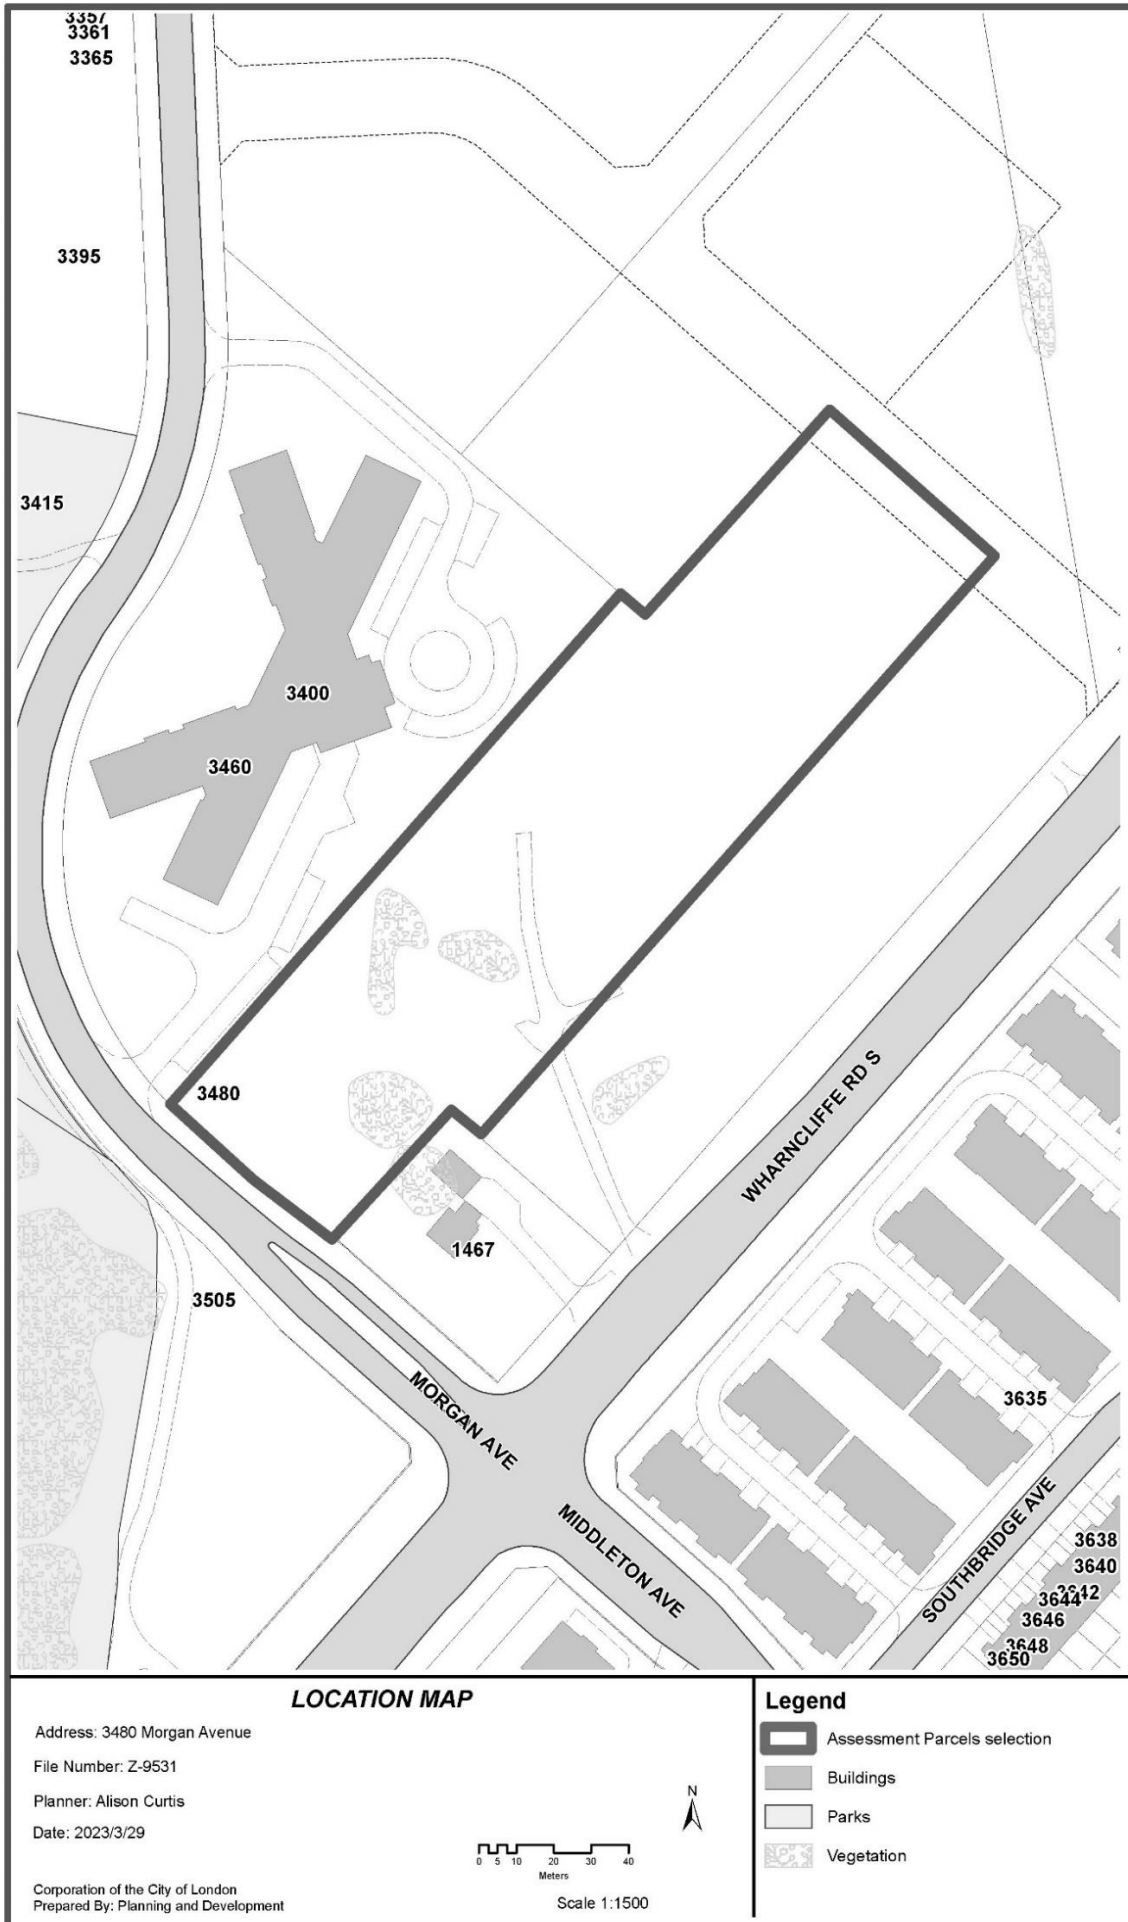 3357
3361
3365
3395
3415
3400
3460
3480
1467
3505
WHARNCLIFFE RD S
MORGAN AVE
MIDDLETON AVE
3635
SOUTHBRIDGE AVE
3638
3640
3642
3644
3646
3648
3650
LOCATION MAP
Address: 3480 Morgan Avenue
File Number: Z-9531
Planner: Alison Curtis
Date: 2023/3/29
Corporation of the City of London
Prepared By: Planning and Development
N
0 5 10 20 30 40
Meters
Scale 1:1500
Legend
Assessment Parcels selection
Buildings
Parks
Vegetation